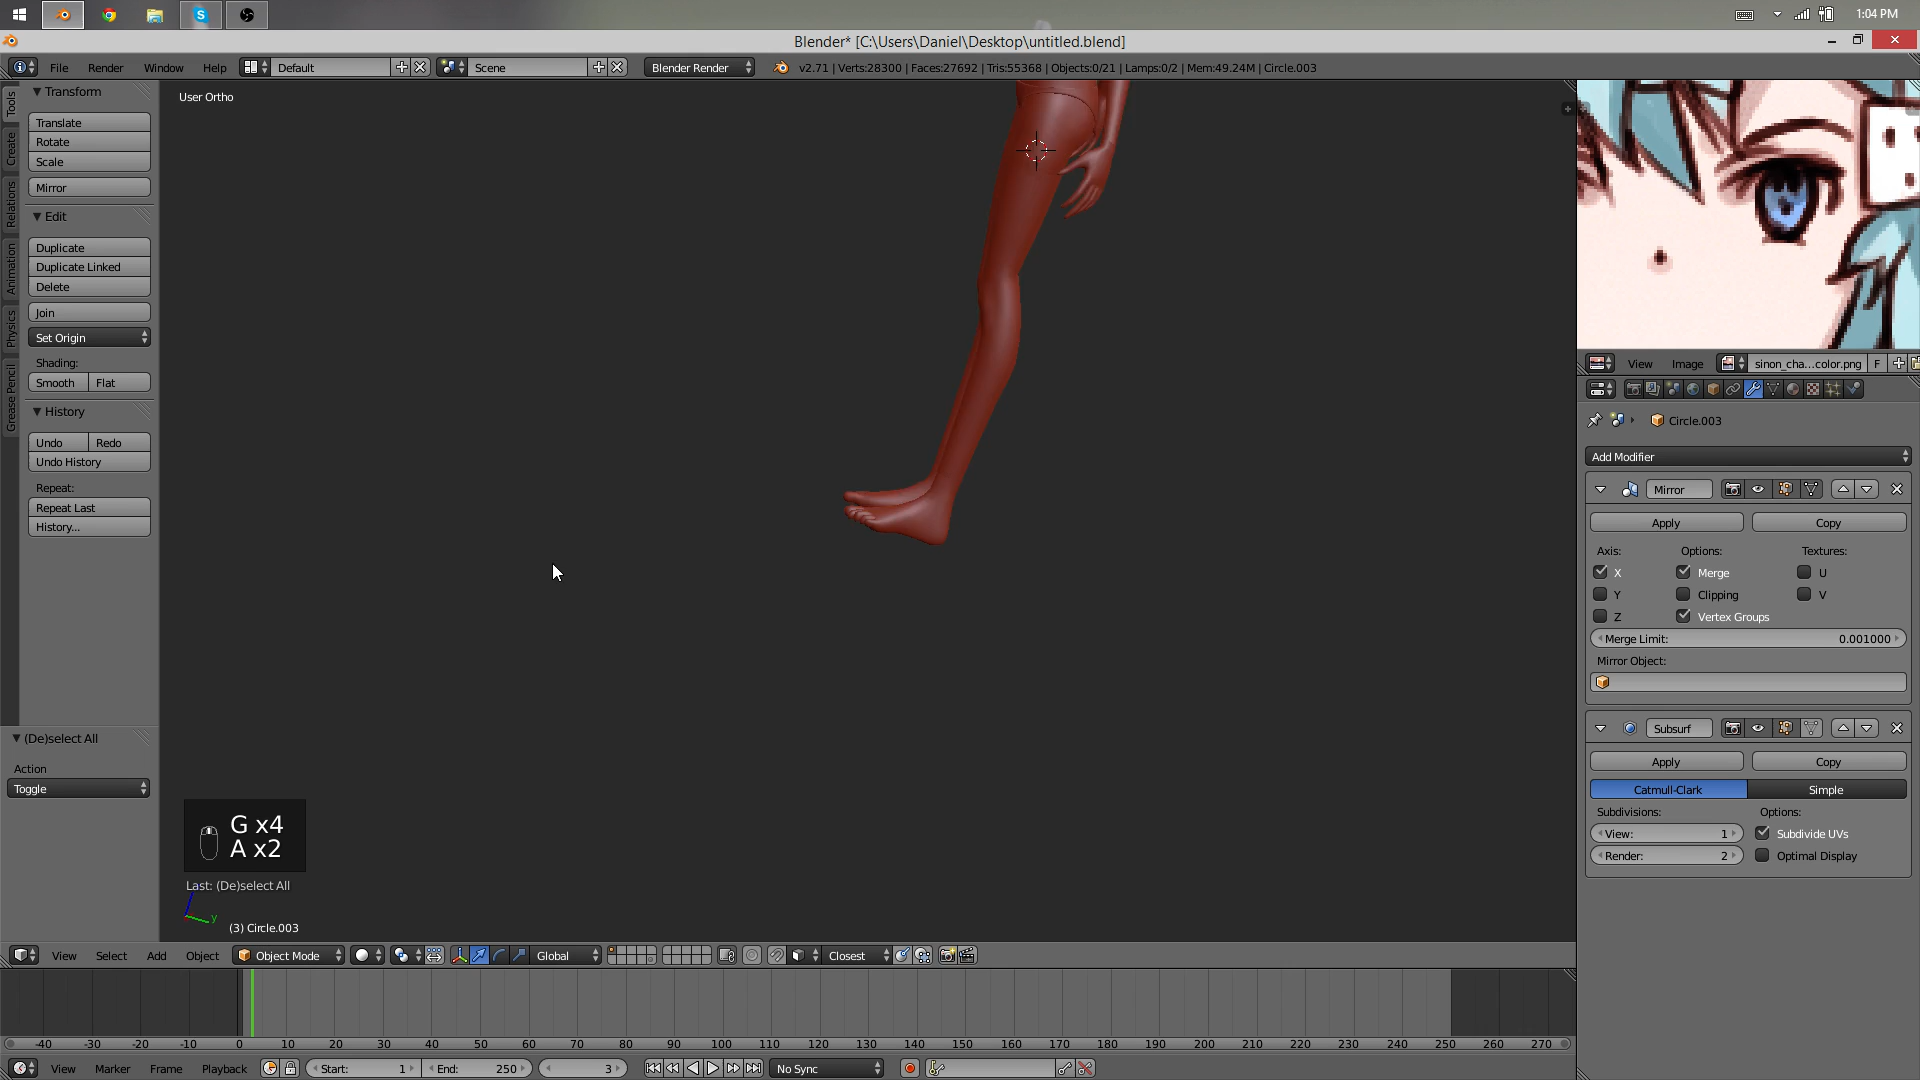 1:04 PM
Blender* [C:\Users\Daniel\Desktop\untitled.blend]
File Render Window Help Default Scene Blender Render v2.71 | Verts:28300 | Faces:27692 | Tris:55368 | Objects:0/21 | Lamps:0/2 | Mem:49.24M | Circle.003
Tools
Create
Relations
Animation
Physics
Grease Pencil
Transform
Translate
Rotate
Scale
Mirror
Edit
Duplicate
Duplicate Linked
Delete
Join
Set Origin
Shading:
Smooth Flat
History
Undo Redo
Undo History
Repeat:
Repeat Last
History...
(De)select All
Action
Toggle
User Ortho
G x4
A x2
Last: (De)select All
y
(3) Circle.003
View Select Add Object Object Mode Global Closest
-40 -30 -20 -10 0 10 20 30 40 50 60 70 80 90 100 110 120 130 140 150 160 170 180 190 200 210 220 230 240 250 260 270
View Marker Frame Playback Start: 1 End: 250 3 No Sync
View Image sinon_cha...color.png F
Circle.003
Add Modifier
Mirror
Apply Copy
Axis: Options: Textures:
X Merge U
Y Clipping V
Z Vertex Groups
Merge Limit: 0.001000
Mirror Object:
Subsurf
Apply Copy
Catmull-Clark Simple
Subdivisions: Options:
View: 1 Subdivide UVs
Render: 2 Optimal Display